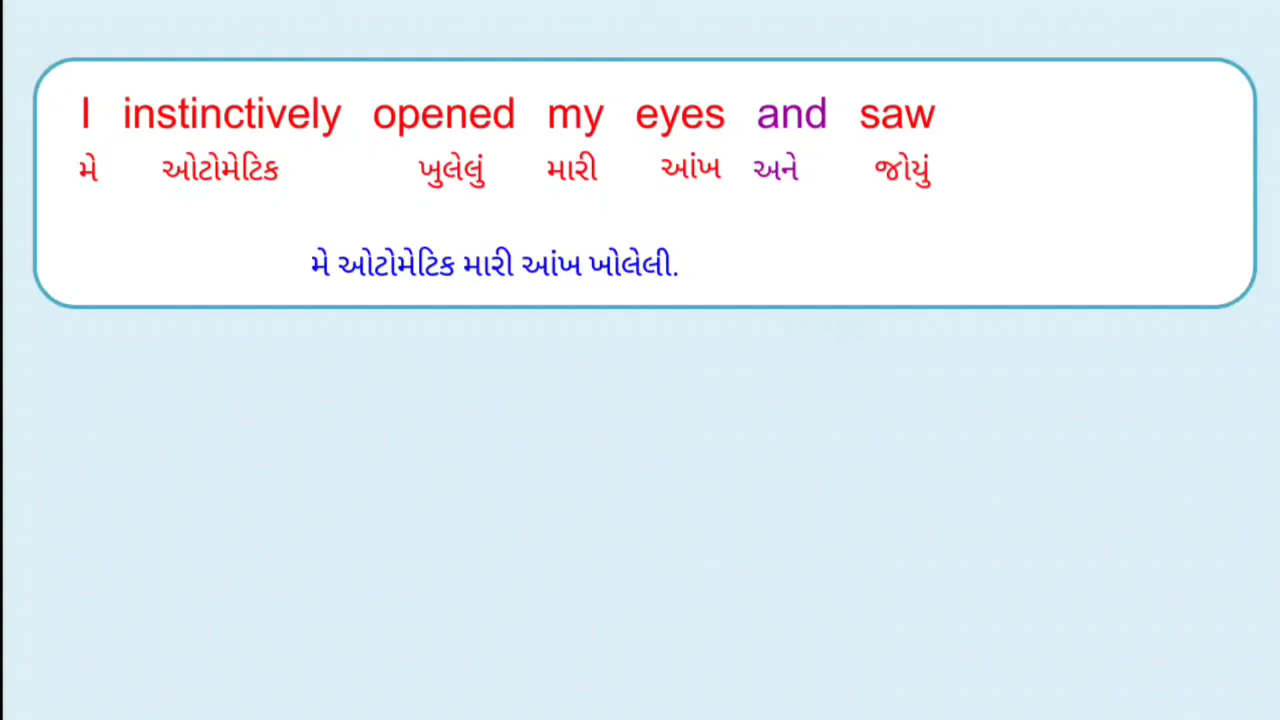 I instinctively opened my eyes and saw
મે ઓટોમેટિક ખુલેલું મારી આંખ અને જોયું
મે ઓટોમેટિક મારી આંખ ખોલેલી.